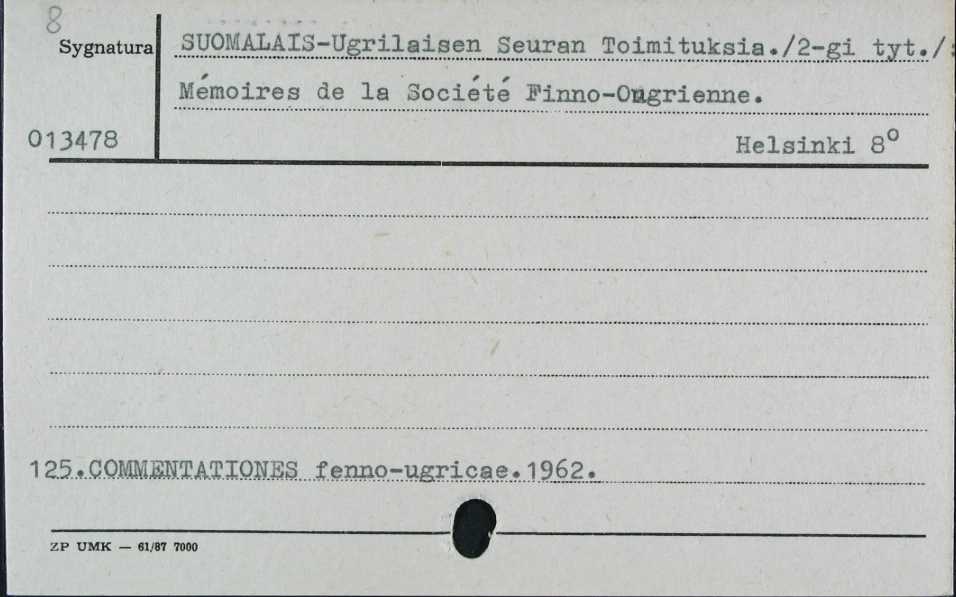 8
Sygnatura
SUOMALAIS-Ugrilaisen Seuran Toimituksia./2-gi tyt./:
Mémoires de la Société Finno-Ougrienne.
013478
Helsinki 8°
125.COMMENTATIONES fenno-ugricae.1962.
ZP UMK — 61/87 7000